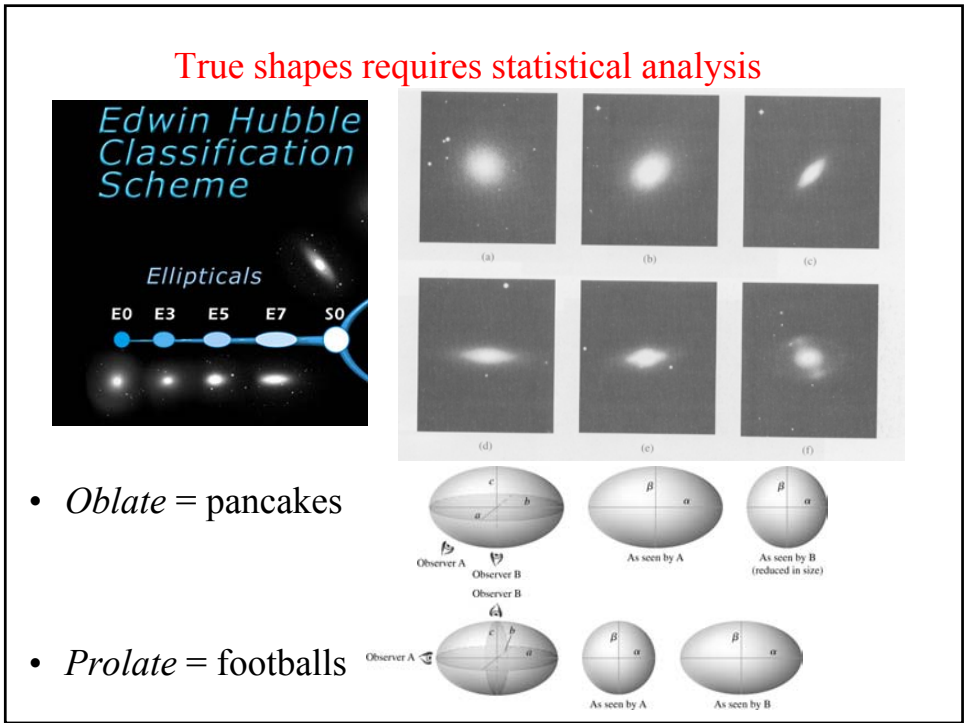 True shapes requires statistical analysis
Edwin Hubble
Classification
Scheme
Ellipticals
E0 E3 E5 E7 S0
(a) (b) (c)
(d) (e) (f)
• Oblate = pancakes
c
b
a
β
α
β
α
Observer A
Observer B
As seen by A
As seen by B
(reduced in size)
• Prolate = footballs
Observer B
Observer A
c b
a
β
α
β
α
As seen by A
As seen by B